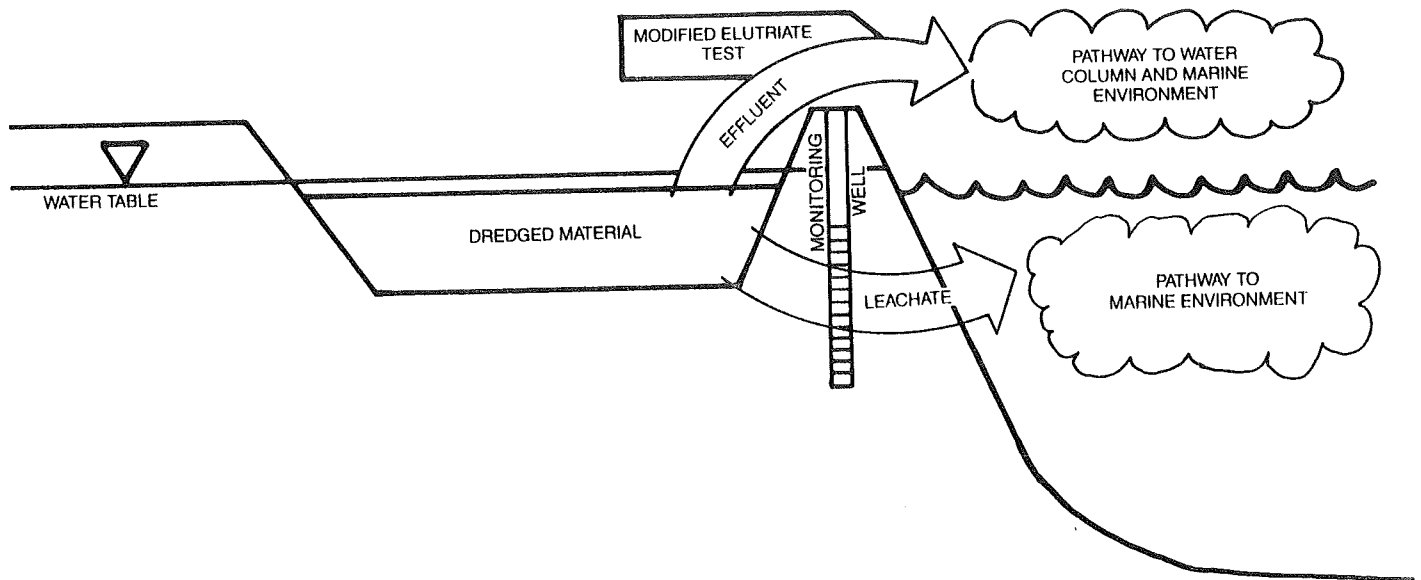 MODIFIED ELUTRIATE
TEST
EFFLUENT
PATHWAY TO WATER
COLUMN AND MARINE
ENVIRONMENT
WATER TABLE
DREDGED MATERIAL
MONITORING
WELL
LEACHATE
PATHWAY TO
MARINE ENVIRONMENT